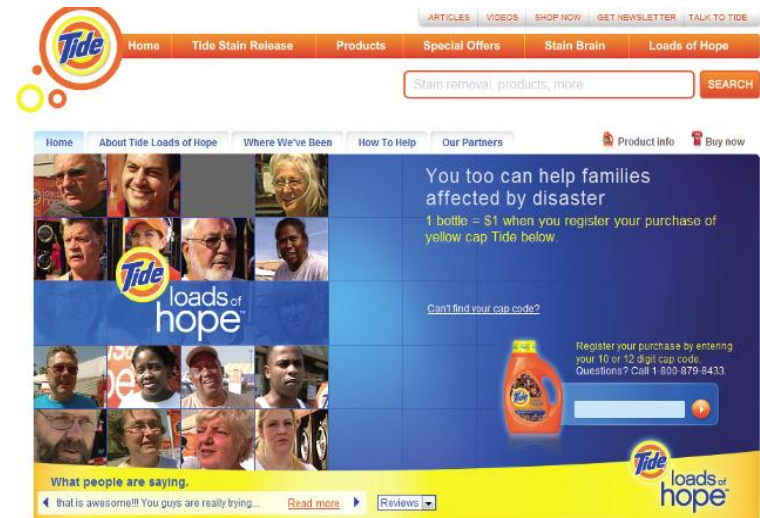 ARTICLES VIDEOS SHOP NOW GET NEWSLETTER TALK TO TIDE
Tide
Home Tide Stain Release Products Special Offers Stain Brain Loads of Hope
Stain removal, products, more... SEARCH
Home About Tide Loads of Hope Where We've Been How To Help Our Partners Product info Buy now
You too can help families
affected by disaster
1 bottle = $1 when you register your purchase of
yellow cap Tide below.
Tide
loads of
hope
Can't find your cap code?
Register your purchase by entering
your 10 or 12 digit cap code.
Questions? Call 1-800-879-8433.
Tide
What people are saying.
that is awesome!!! You guys are really trying... Read more Reviews
Tide
loads of
hope